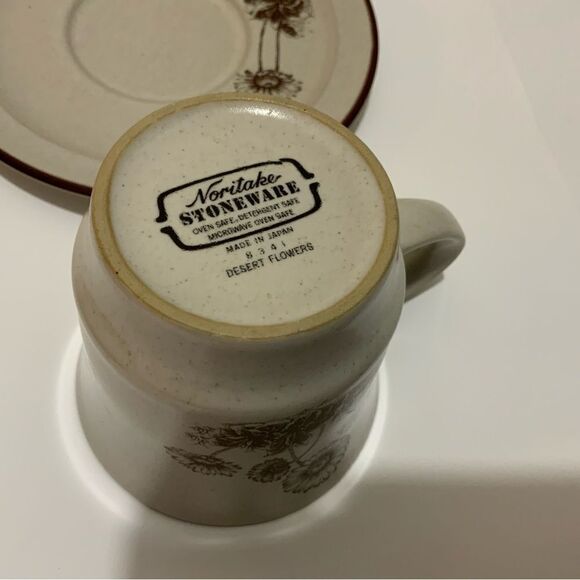 Noritake
STONEWARE
OVEN SAFE, DETERGENT SAFE
MICROWAVE OVEN SAFE
MADE IN JAPAN
8341
DESERT FLOWERS